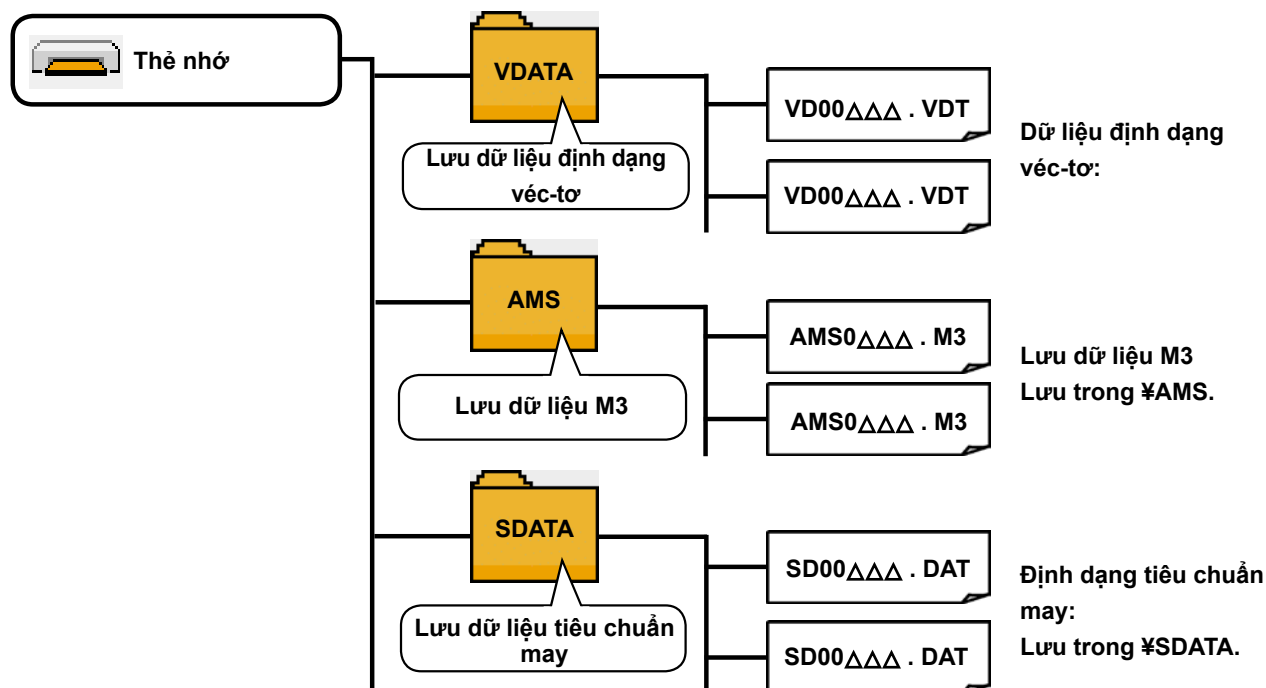 Thẻ nhớ
VDATA
Lưu dữ liệu định dạng
véc-tơ
VD00△△△ . VDT
VD00△△△ . VDT
Dữ liệu định dạng
véc-tơ:
AMS
Lưu dữ liệu M3
AMS0△△△ . M3
AMS0△△△ . M3
Lưu dữ liệu M3
Lưu trong ¥AMS.
SDATA
Lưu dữ liệu tiêu chuẩn
may
SD00△△△ . DAT
SD00△△△ . DAT
Định dạng tiêu chuẩn
may:
Lưu trong ¥SDATA.